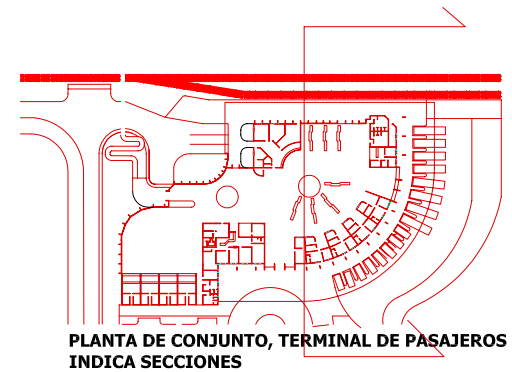 PLANTA DE CONJUNTO, TERMINAL DE PASAJEROS
INDICA SECCIONES